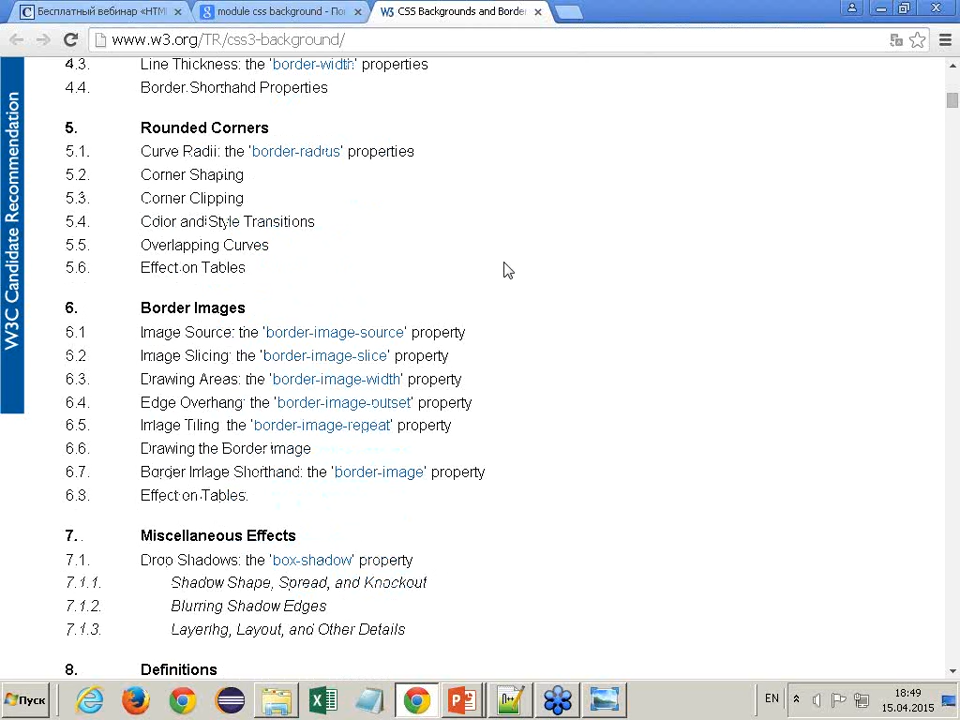 Бесплатный вебинар «HTMl
module css background - По
CSS Backgrounds and Border
www.w3.org/TR/css3-background/
W3C Candidate Recommendation
4.3. Line Thickness: the 'border-width' properties
4.4. Border Shorthand Properties
5. Rounded Corners
5.1. Curve Radii: the 'border-radius' properties
5.2. Corner Shaping
5.3. Corner Clipping
5.4. Color and Style Transitions
5.5. Overlapping Curves
5.6. Effect on Tables
6. Border Images
6.1 Image Source: the 'border-image-source' property
6.2 Image Slicing: the 'border-image-slice' property
6.3. Drawing Areas: the 'border-image-width' property
6.4. Edge Overhang: the 'border-image-outset' property
6.5. Image Tiling: the 'border-image-repeat' property
6.6. Drawing the Border Image
6.7. Border Image Shorthand: the 'border-image' property
6.8. Effect on Tables
7. Miscellaneous Effects
7.1. Drop Shadows: the 'box-shadow' property
7.1.1. Shadow Shape, Spread, and Knockout
7.1.2. Blurring Shadow Edges
7.1.3. Layering, Layout, and Other Details
8. Definitions
Пуск
EN
18:49
15.04.2015